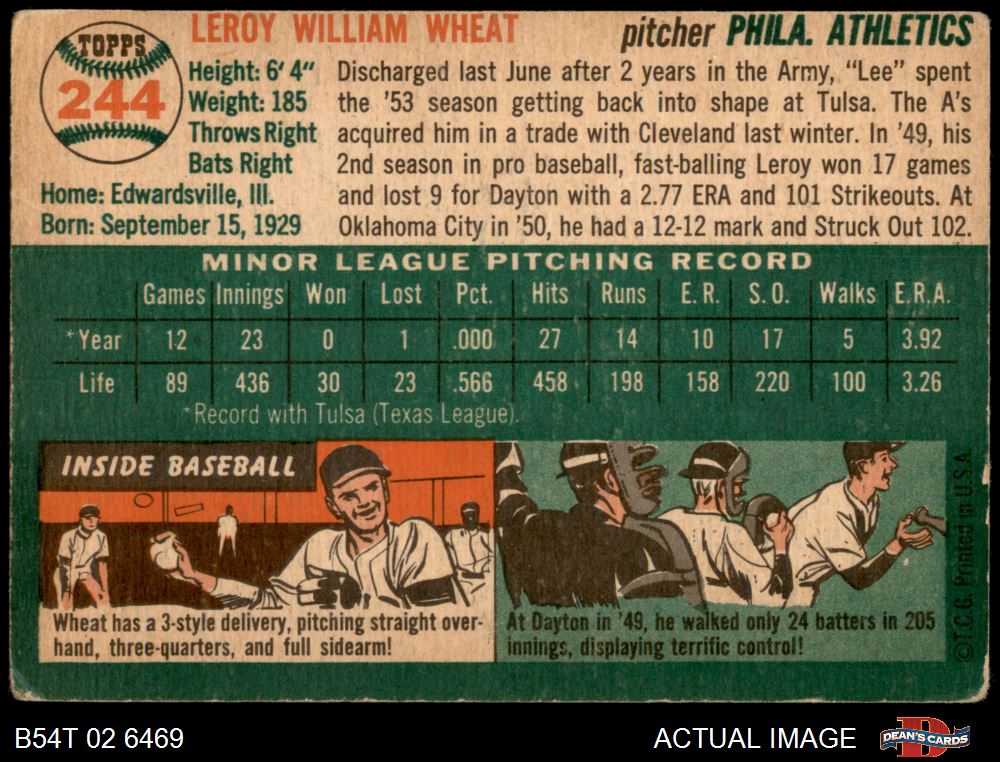 TOPPS
244
LEROY WILLIAM WHEAT
pitcher PHILA. ATHLETICS
Height: 6' 4"
Weight: 185
Throws Right
Bats Right
Home: Edwardsville, Ill.
Born: September 15, 1929
Discharged last June after 2 years in the Army, "Lee" spent
the '53 season getting back into shape at Tulsa. The A's
acquired him in a trade with Cleveland last winter. In '49, his
2nd season in pro baseball, fast-balling Leroy won 17 games
and lost 9 for Dayton with a 2.77 ERA and 101 Strikeouts. At
Oklahoma City in '50, he had a 12-12 mark and Struck Out 102.
MINOR LEAGUE PITCHING RECORD
Games Innings Won Lost Pct. Hits Runs E.R. S.O. Walks E.R.A.
*Year 12 23 0 1 .000 27 14 10 17 5 3.92
Life 89 436 30 23 .566 458 198 158 220 100 3.26
*Record with Tulsa (Texas League).
INSIDE BASEBALL
Wheat has a 3-style delivery, pitching straight over-
hand, three-quarters, and full sidearm!
At Dayton in '49, he walked only 24 batters in 205
innings, displaying terrific control!
©T.C.G. Printed in U.S.A.
B54T 02 6469
ACTUAL IMAGE
DEAN'S CARDS